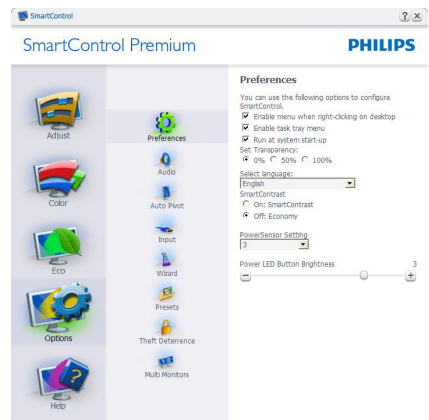 SmartControl
SmartControl Premium
PHILIPS
Adjust
Color
Eco
Options
Help
Preferences
Audio
Auto Pivot
Input
Wizard
Presets
Theft Deterrence
Multi Monitors
Preferences
You can use the following options to configure
SmartControl.
Enable menu when right-clicking on desktop
Enable task tray menu
Run at system start-up
Set Transparency:
0% 50% 100%
Select language:
English
SmartContrast
On: SmartContrast
Off: Economy
PowerSensor Setting
3
Power LED Button Brightness 3